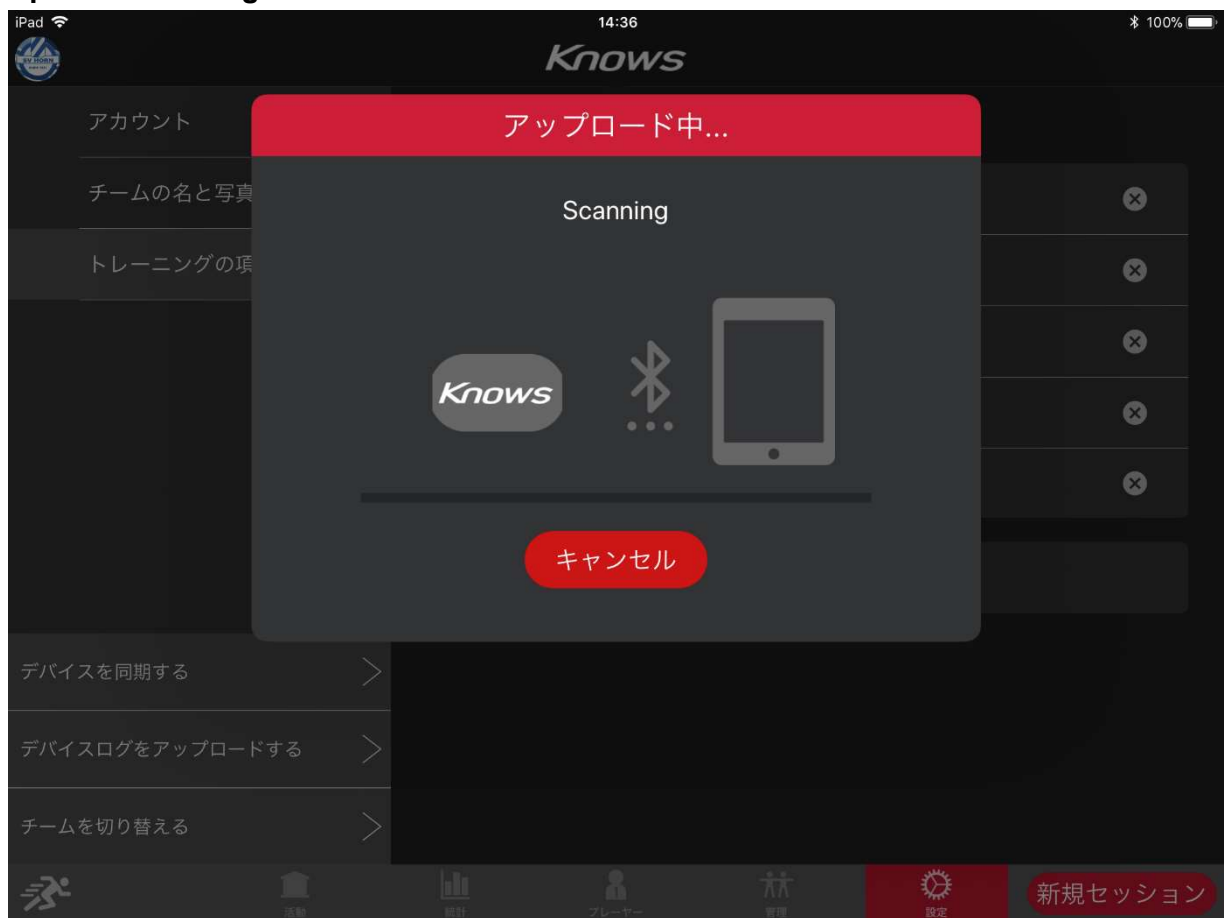 iPad 14:36 100%
SV HORN
Knows
アカウント
アップロード中...
チームの名と写真
Scanning
トレーニングの項
Knows
キャンセル
デバイスを同期する
デバイスログをアップロードする
チームを切り替える
活動 統計 プレーヤー 管理 設定 新規セッション